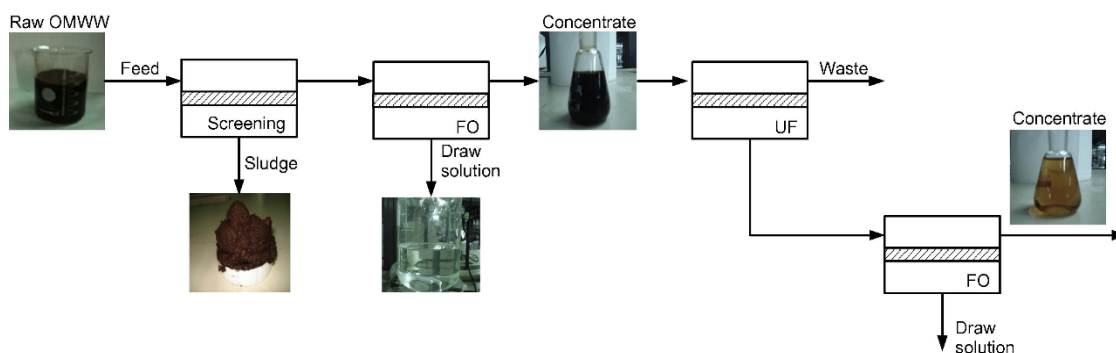 Raw OMWW
Feed
Screening
Sludge
FO
Draw
solution
Concentrate
UF
Waste
FO
Draw
solution
Concentrate